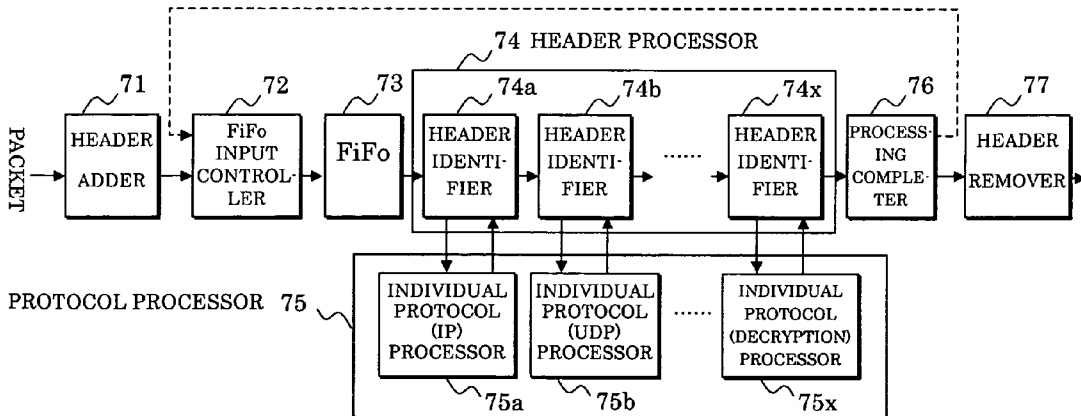 74 HEADER PROCESSOR
71
72
73
74a
74b
74x
76
77
PACKET
HEADER
ADDER
FiFo
INPUT
CONTROL-
LER
FiFo
HEADER
IDENTI-
FIER
HEADER
IDENTI-
FIER
......
HEADER
IDENTI-
FIER
PROCESS-
ING
COMPLE-
TER
HEADER
REMOVER
PROTOCOL PROCESSOR 75
INDIVIDUAL
PROTOCOL
(IP)
PROCESSOR
INDIVIDUAL
PROTOCOL
(UDP)
PROCESSOR
......
INDIVIDUAL
PROTOCOL
(DECRYPTION)
PROCESSOR
75a
75b
75x